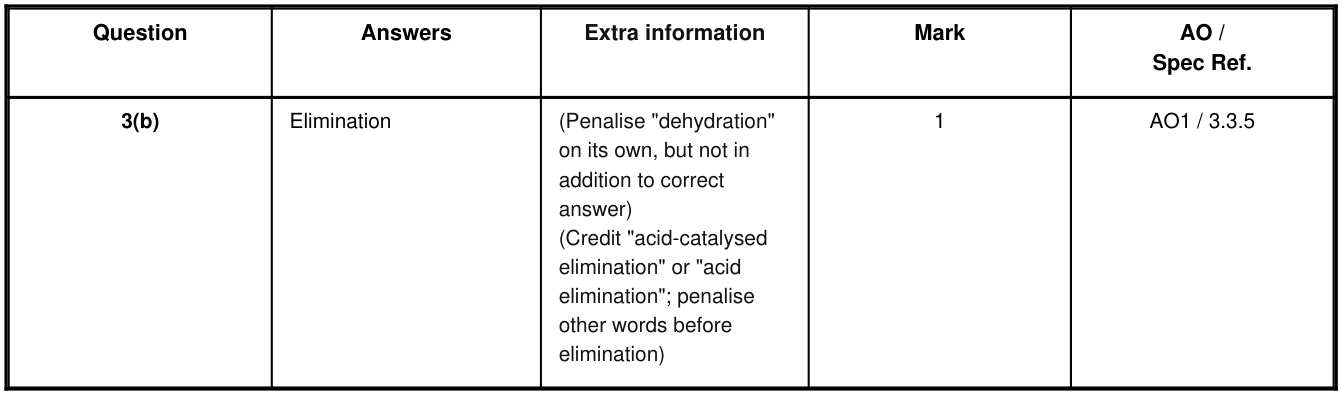 Question Answers Extra information Mark AO /
Spec Ref.
3(b) Elimination (Penalise "dehydration" 1 AO1 / 3.3.5
on its own, but not in
addition to correct
answer)
(Credit "acid-catalysed
elimination" or "acid
elimination"; penalise
other words before
elimination)